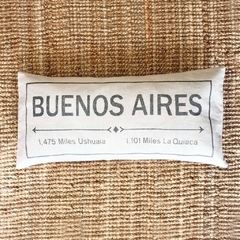 BUENOS AIRES
1,475 Miles Ushuaia 1,101 Miles La Quiaca